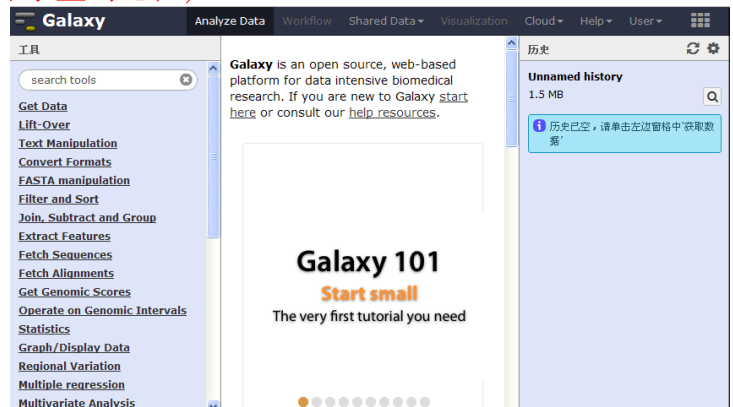 Galaxy
Analyze Data
Workflow
Shared Data
Visualization
Cloud
Help
User
工具
search tools
Get Data
Lift-Over
Text Manipulation
Convert Formats
FASTA manipulation
Filter and Sort
Join, Subtract and Group
Extract Features
Fetch Sequences
Fetch Alignments
Get Genomic Scores
Operate on Genomic Intervals
Statistics
Graph/Display Data
Regional Variation
Multiple regression
Multivariate Analysis
Galaxy is an open source, web-based
platform for data intensive biomedical
research. If you are new to Galaxy start
here or consult our help resources.
Galaxy 101
Start small
The very first tutorial you need
历史
Unnamed history
1.5 MB
历史已空，请单击左边窗格中‘获取数
据’